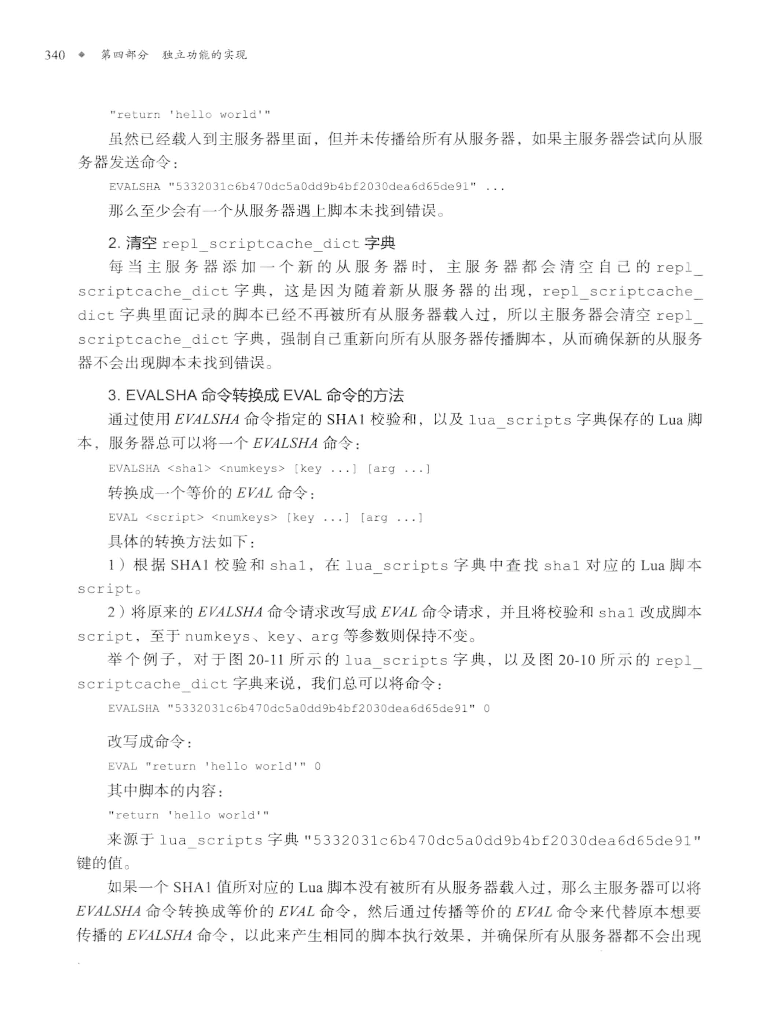 340 ◆ 第四部分 独立功能的实现
"return 'hello world'"
虽然已经载入到主服务器里面，但并未传播给所有从服务器，如果主服务器尝试向从服
务器发送命令：
EVALSHA "5332031c6b470dc5a0dd9b4bf2030dea6d65de91" ...
那么至少会有一个从服务器遇上脚本未找到错误。
2. 清空 repl_scriptcache_dict 字典
每当主服务器添加一个新的从服务器时，主服务器都会清空自己的 repl_
scriptcache_dict 字典，这是因为随着新从服务器的出现，repl_scriptcache_
dict 字典里面记录的脚本已经不再被所有从服务器载入过，所以主服务器会清空 repl_
scriptcache_dict 字典，强制自己重新向所有从服务器传播脚本，从而确保新的从服务
器不会出现脚本未找到错误。
3. EVALSHA 命令转换成 EVAL 命令的方法
通过使用 EVALSHA 命令指定的 SHA1 校验和，以及 lua_scripts 字典保存的 Lua 脚
本，服务器总可以将一个 EVALSHA 命令：
EVALSHA <sha1> <numkeys> [key ...] [arg ...]
转换成一个等价的 EVAL 命令：
EVAL <script> <numkeys> [key ...] [arg ...]
具体的转换方法如下：
1）根据 SHA1 校验和 sha1，在 lua_scripts 字典中查找 sha1 对应的 Lua 脚本
script。
2）将原来的 EVALSHA 命令请求改写成 EVAL 命令请求，并且将校验和 sha1 改成脚本
script，至于 numkeys、key、arg 等参数则保持不变。
举个例子，对于图 20-11 所示的 lua_scripts 字典，以及图 20-10 所示的 repl_
scriptcache_dict 字典来说，我们总可以将命令：
EVALSHA "5332031c6b470dc5a0dd9b4bf2030dea6d65de91" 0
改写成命令：
EVAL "return 'hello world'" 0
其中脚本的内容：
"return 'hello world'"
来源于 lua_scripts 字典 "5332031c6b470dc5a0dd9b4bf2030dea6d65de91"
键的值。
如果一个 SHA1 值所对应的 Lua 脚本没有被所有从服务器载入过，那么主服务器可以将
EVALSHA 命令转换成等价的 EVAL 命令，然后通过传播等价的 EVAL 命令来代替原本想要
传播的 EVALSHA 命令，以此来产生相同的脚本执行效果，并确保所有从服务器都不会出现